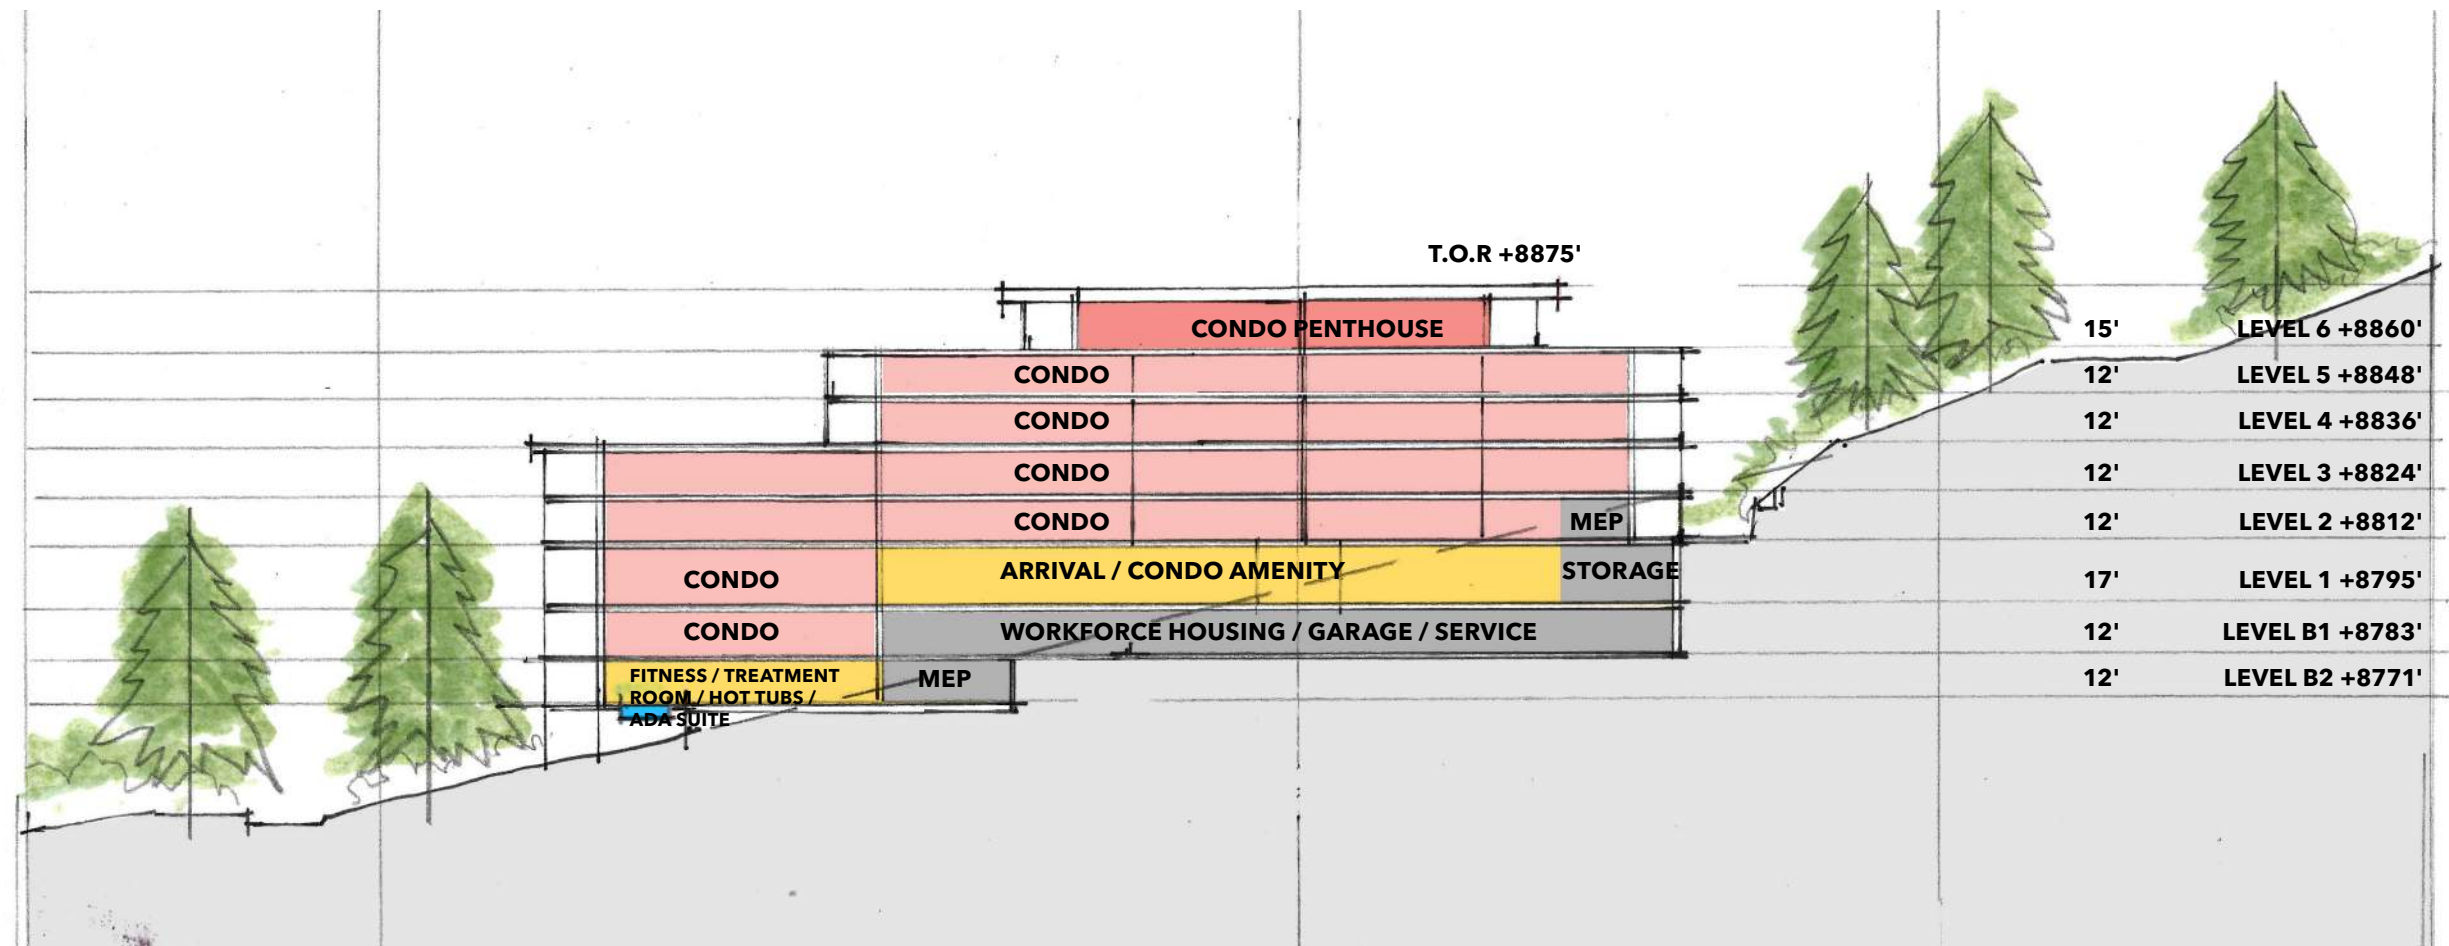 T.O.R +8875'
CONDO PENTHOUSE 15' LEVEL 6 +8860'
CONDO 12' LEVEL 5 +8848'
CONDO 12' LEVEL 4 +8836'
CONDO 12' LEVEL 3 +8824'
CONDO MEP 12' LEVEL 2 +8812'
CONDO ARRIVAL / CONDO AMENITY STORAGE 17' LEVEL 1 +8795'
CONDO WORKFORCE HOUSING / GARAGE / SERVICE 12' LEVEL B1 +8783'
FITNESS / TREATMENT
ROOM / HOT TUBS /
ADA SUITE
MEP 12' LEVEL B2 +8771'